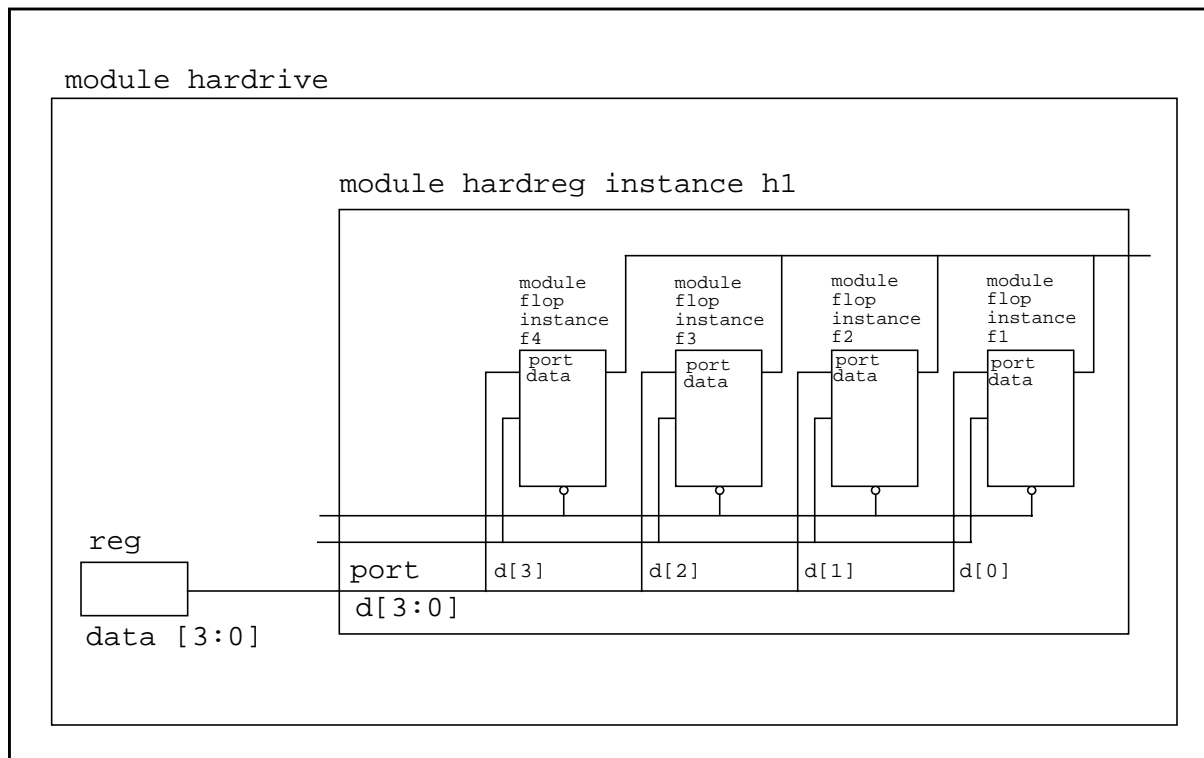 module hardrive
module hardreg instance h1
module
flop
instance
f4
module
flop
instance
f3
module
flop
instance
f2
module
flop
instance
f1
port
data
port
data
port
data
port
data
reg
data [3:0]
port
d[3:0]
d[3]
d[2]
d[1]
d[0]